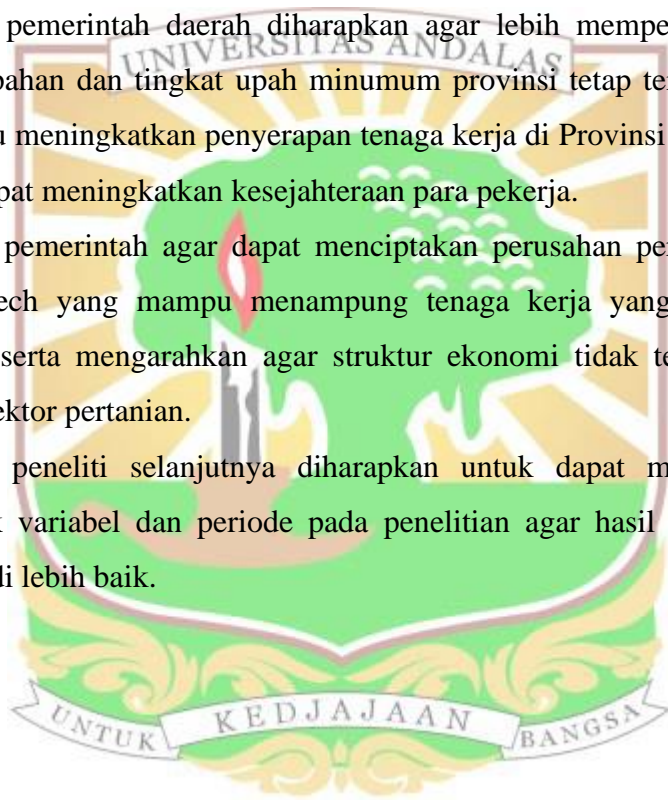 pemerintah daerah diharapkan agar lebih mempe
UNIVERSITAS ANDALAS
bahan dan tingkat upah minumum provinsi tetap te
u meningkatkan penyerapan tenaga kerja di Provinsi
pat meningkatkan kesejahteraan para pekerja.
pemerintah agar dapat menciptakan perusahan pe
ech yang mampu menampung tenaga kerja yang
serta mengarahkan agar struktur ekonomi tidak te
ektor pertanian.
peneliti selanjutnya diharapkan untuk dapat m
k variabel dan periode pada penelitian agar hasil
di lebih baik.
UNTUK KEDJAJAAN BANGSA